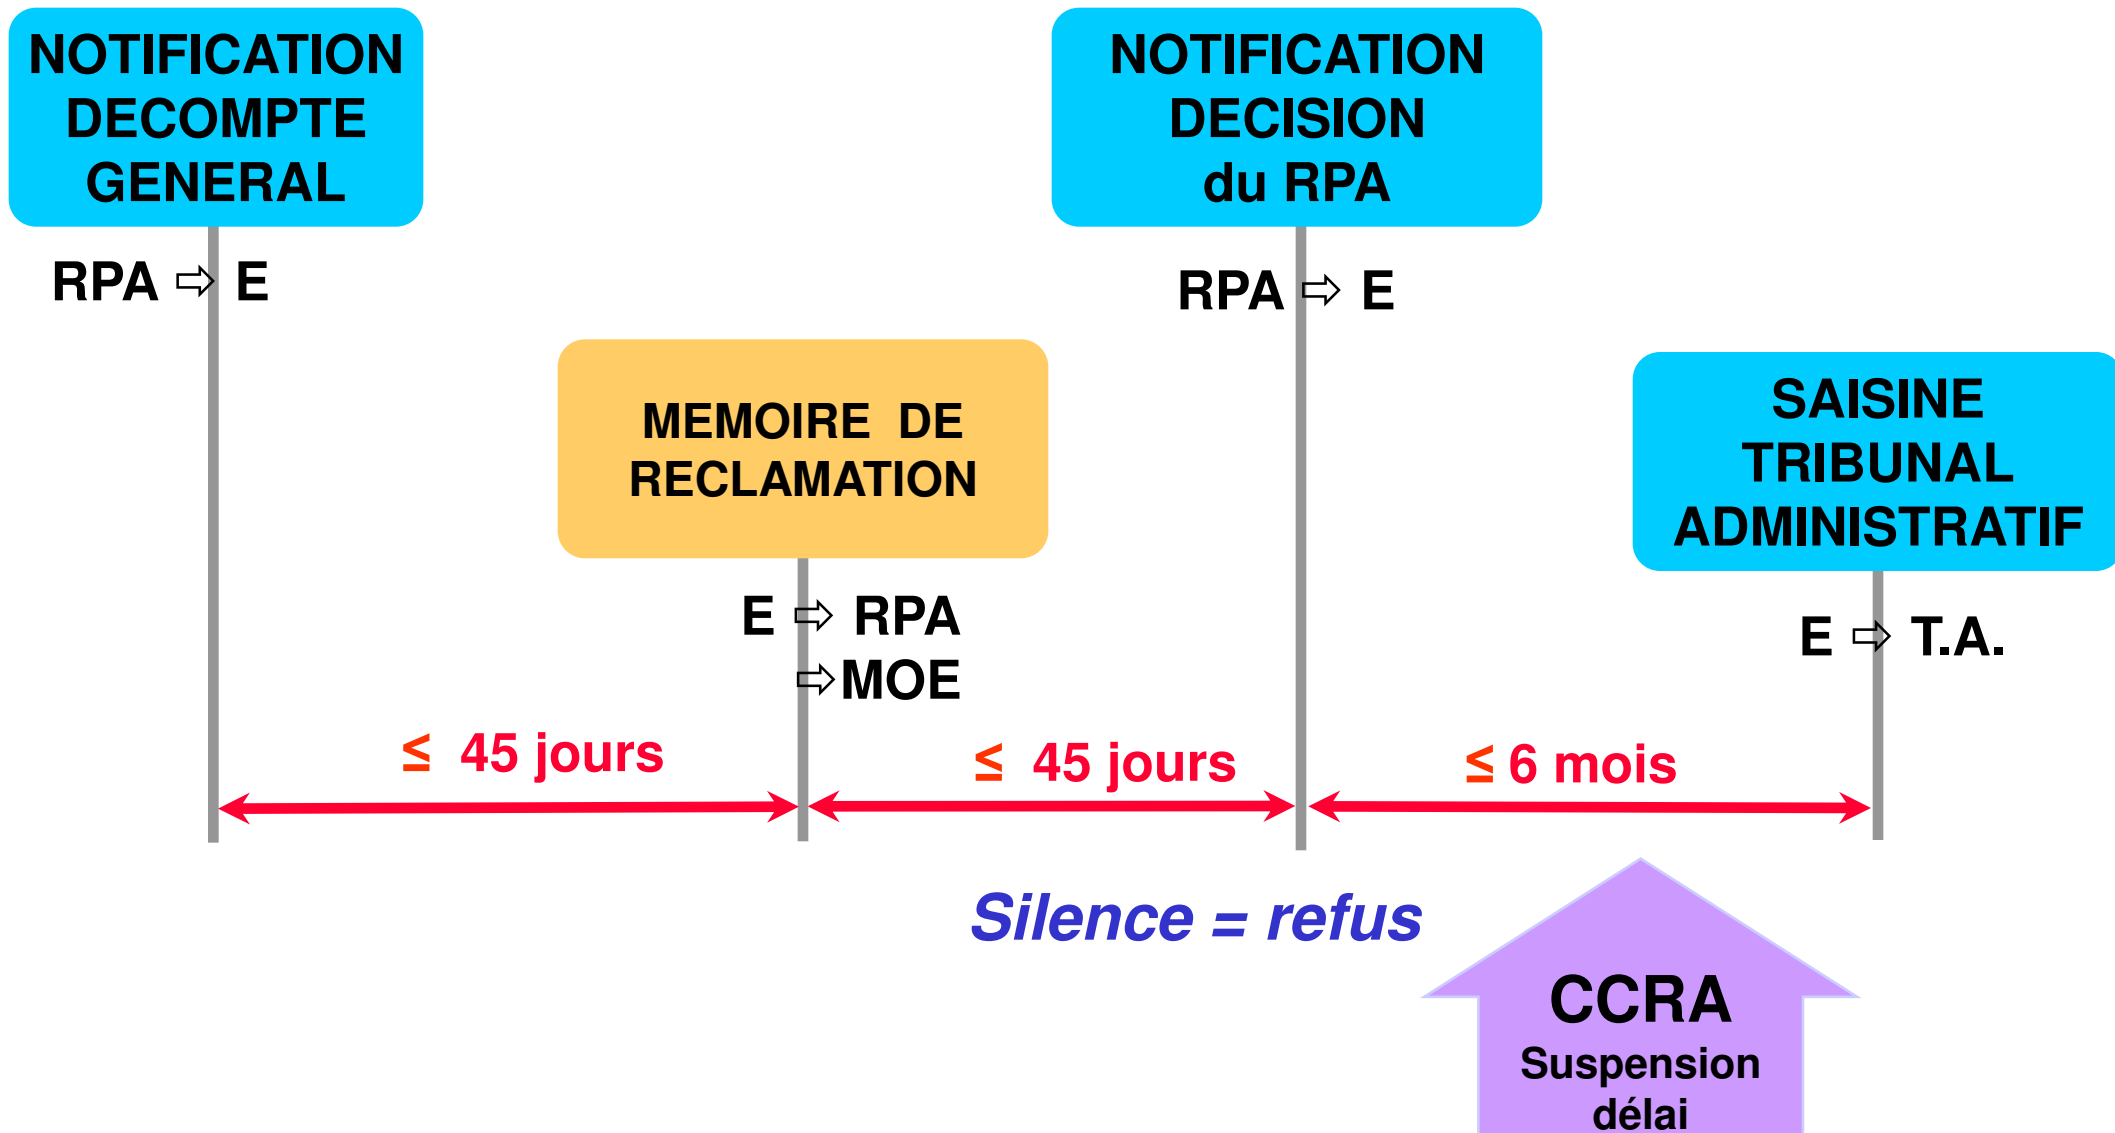 NOTIFICATION
DECOMPTE
GENERAL
RPA ⇨ E
MEMOIRE DE
RECLAMATION
E ⇨ RPA
⇨MOE
NOTIFICATION
DECISION
du RPA
RPA ⇨ E
SAISINE
TRIBUNAL
ADMINISTRATIF
E ⇨ T.A.
≤ 45 jours
≤ 45 jours
≤ 6 mois
Silence = refus
CCRA
Suspension
délai